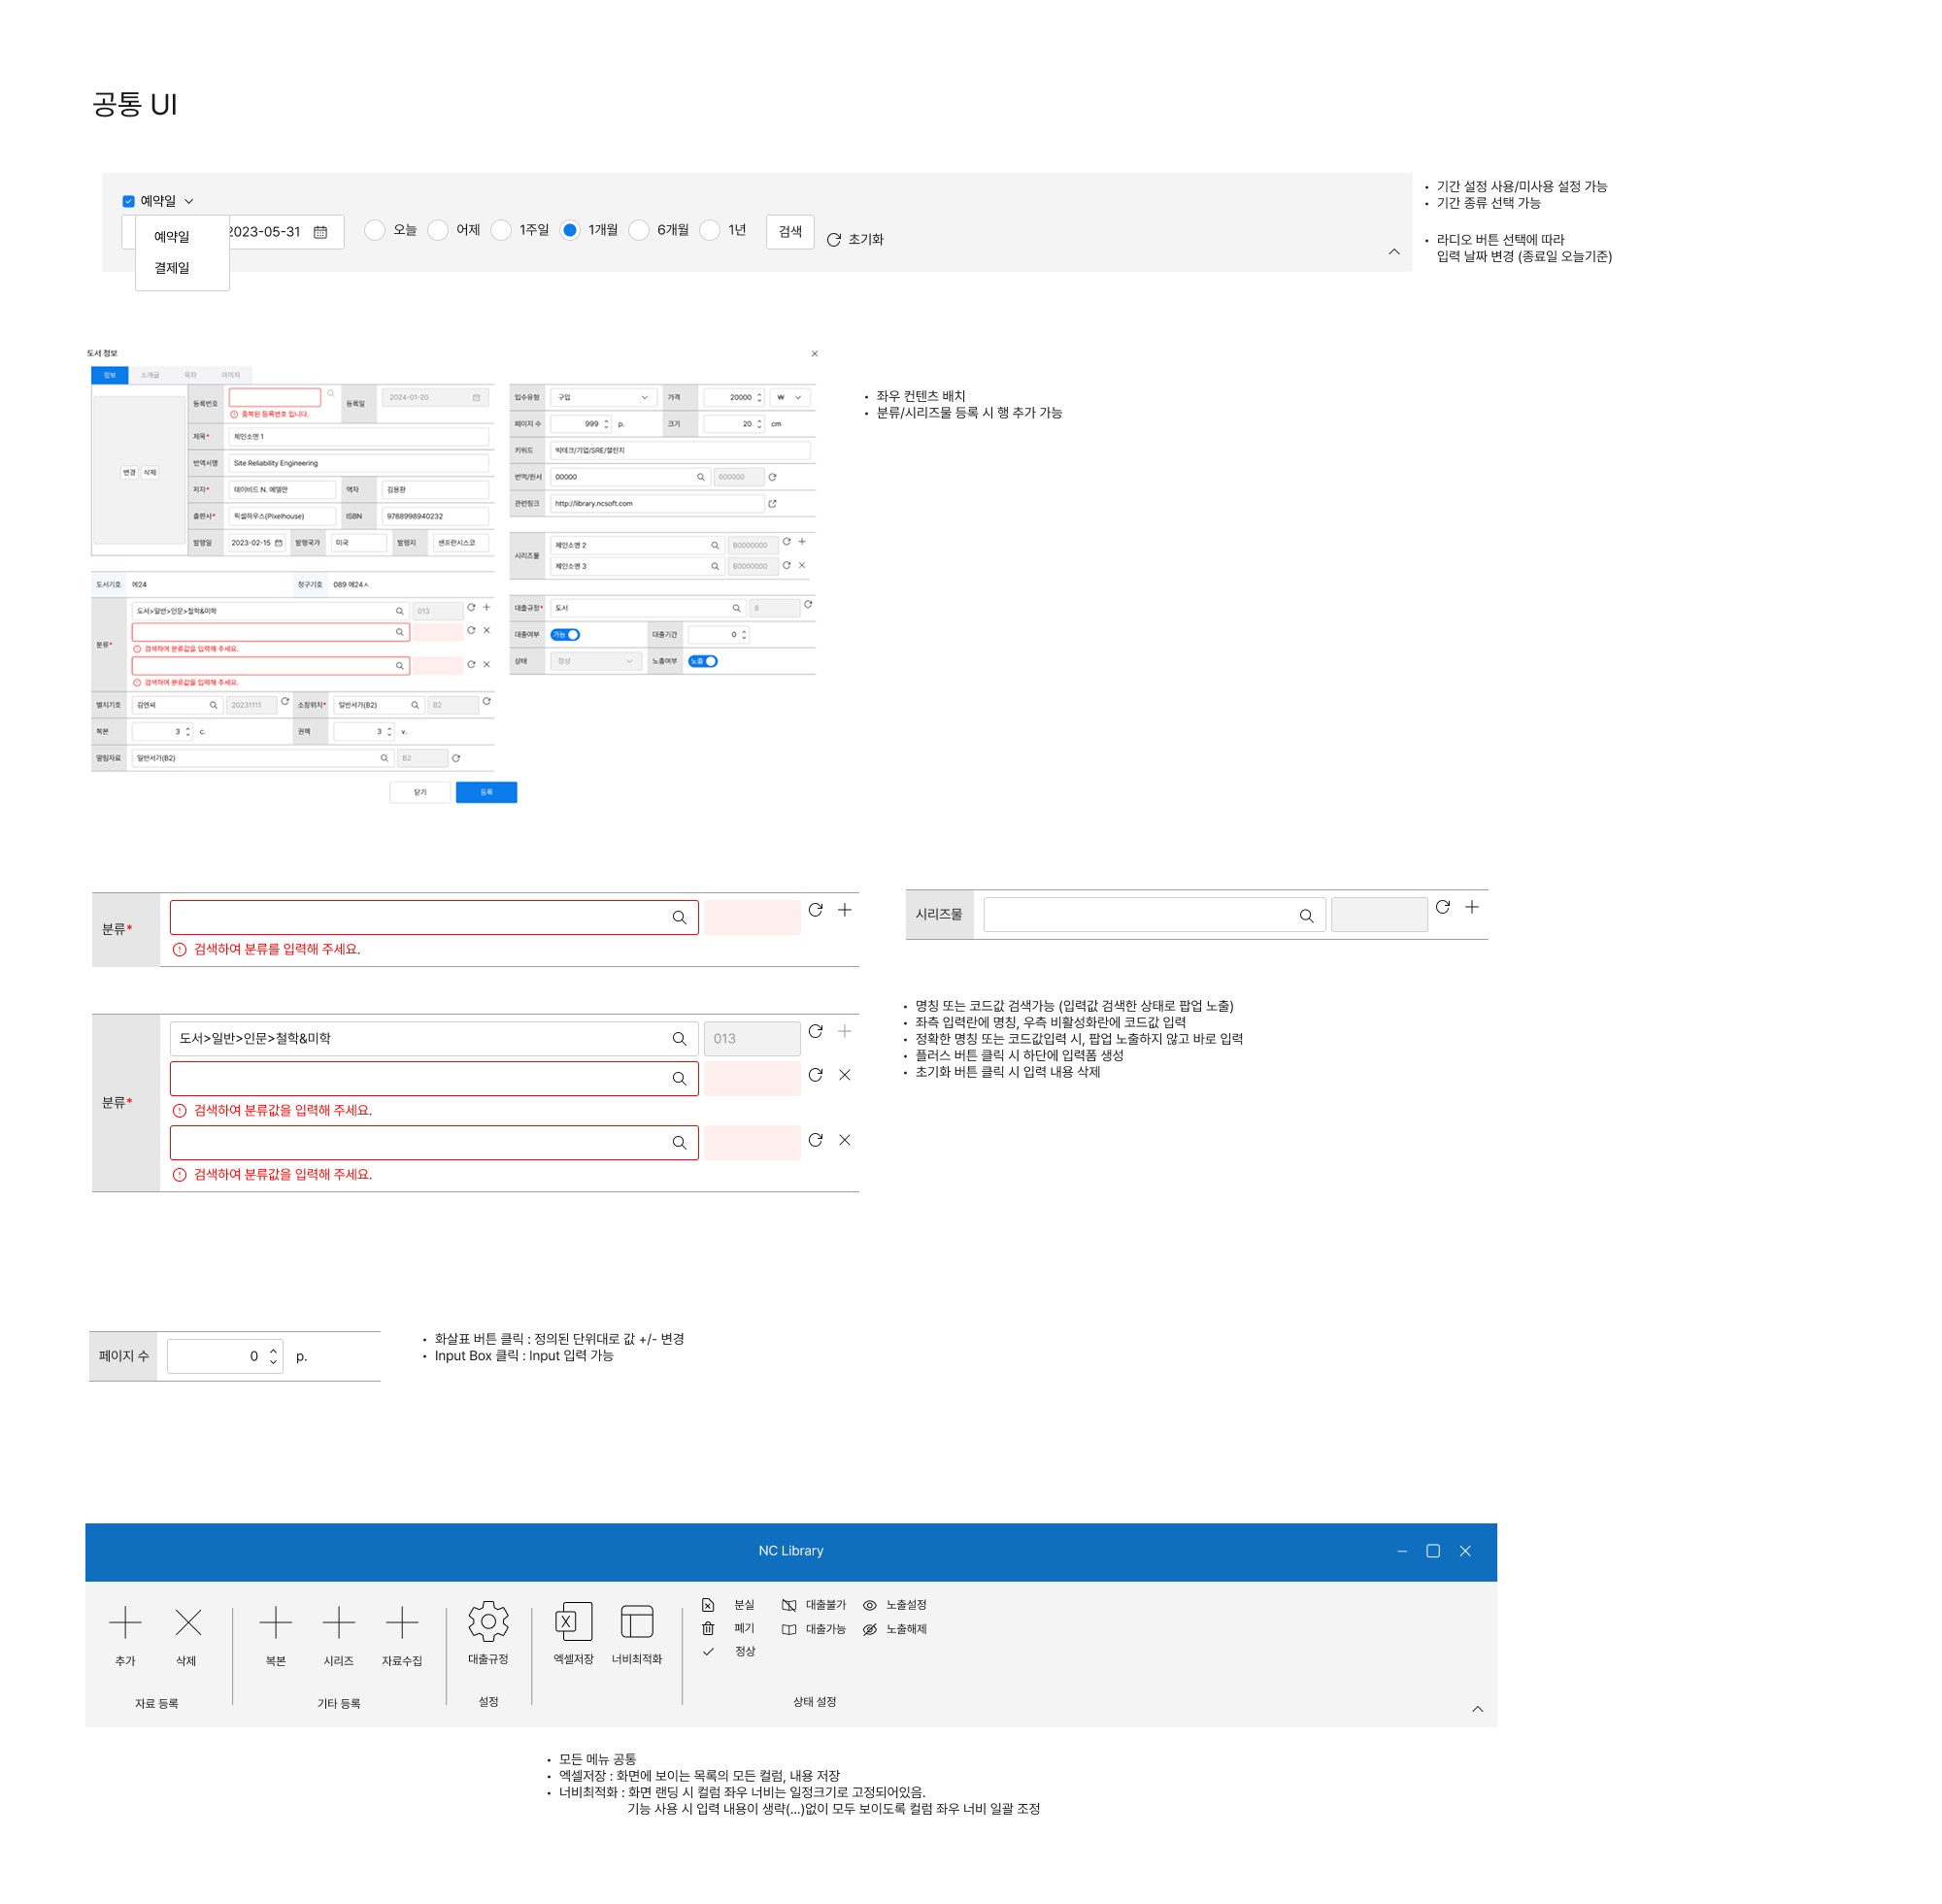 공통 UI
예약일
2023-05-31
오늘
어제
1주일
1개월
6개월
1년
검색
초기화
예약일
결제일
• 기간 설정 사용/미사용 설정 가능
• 기간 종류 선택 가능
• 라디오 버튼 선택에 따라
입력 날짜 변경 (종료일 오늘기준)
도서 정보
정보
소개글
목차
이미지
변경
삭제
등록번호
중복된 등록번호 입니다.
등록일
2024-01-20
제목*
체인소맨 1
번역서명
Site Reliability Engineering
저자*
데이비드 N. 에델만
역자
김용환
출판사*
픽셀하우스(Pixelhouse)
ISBN
9788998940232
발행일
2023-02-15
발행국가
미국
발행지
샌프란시스코
도서기호
에24
청구기호
089 에24ㅅ
분류*
도서>일반>인문>철학&미학
013
검색하여 분류값을 입력해 주세요.
검색하여 분류값을 입력해 주세요.
별치기호
김엔씨
20231111
소장위치*
일반서가(B2)
B2
복본
3
c.
권책
3
v.
딸림자료
일반서가(B2)
B2
닫기
등록
입수유형
구입
가격
20000
₩
페이지 수
999
p.
크기
20
cm
키워드
빅테크/기업/SRE/챌린지
번역/원서
00000
000000
관련링크
http://library.ncsoft.com
시리즈물
체인소맨 2
B0000000
체인소맨 3
B0000000
대출규정*
도서
8
대출여부
가능
대출기간
0
상태
정상
노출여부
노출
• 좌우 컨텐츠 배치
• 분류/시리즈물 등록 시 행 추가 가능
분류*
검색하여 분류를 입력해 주세요.
시리즈물
분류*
도서>일반>인문>철학&미학
013
검색하여 분류값을 입력해 주세요.
검색하여 분류값을 입력해 주세요.
• 명칭 또는 코드값 검색가능 (입력값 검색한 상태로 팝업 노출)
• 좌측 입력란에 명칭, 우측 비활성화란에 코드값 입력
• 정확한 명칭 또는 코드값입력 시, 팝업 노출하지 않고 바로 입력
• 플러스 버튼 클릭 시 하단에 입력폼 생성
• 초기화 버튼 클릭 시 입력 내용 삭제
페이지 수
0
p.
• 화살표 버튼 클릭 : 정의된 단위대로 값 +/- 변경
• Input Box 클릭 : Input 입력 가능
NC Library
추가
삭제
자료 등록
복본
시리즈
자료수집
기타 등록
대출규정
설정
엑셀저장
너비최적화
분실
대출불가
노출설정
폐기
대출가능
노출해제
정상
상태 설정
• 모든 메뉴 공통
• 엑셀저장 : 화면에 보이는 목록의 모든 컬럼, 내용 저장
• 너비최적화 : 화면 랜딩 시 컬럼 좌우 너비는 일정크기로 고정되어있음.
기능 사용 시 입력 내용이 생략(...)없이 모두 보이도록 컬럼 좌우 너비 일괄 조정